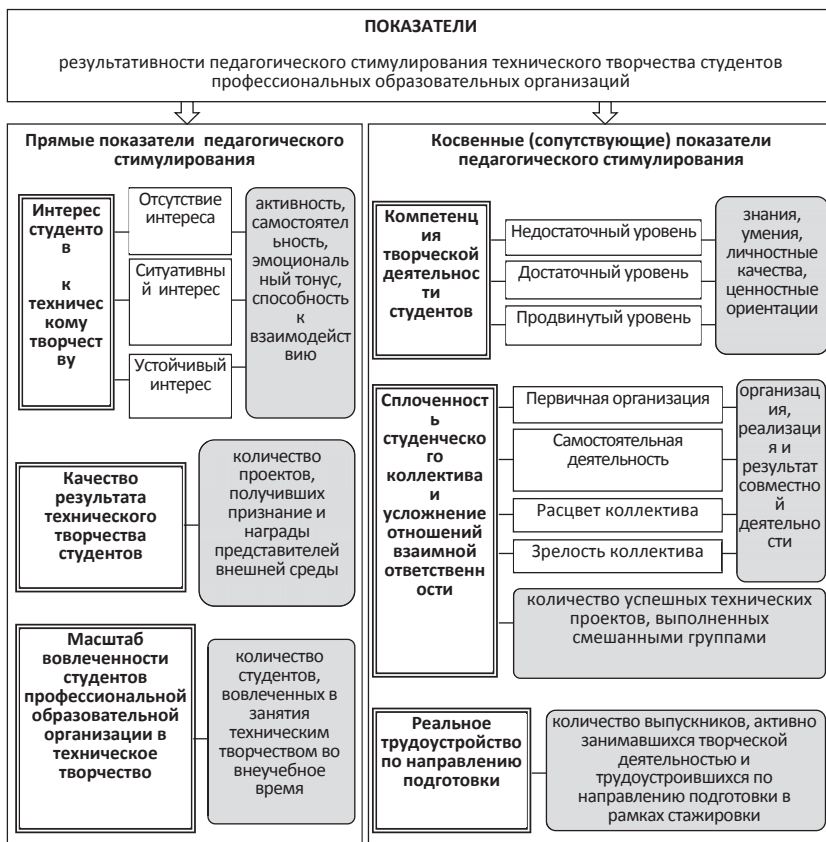 ПОКАЗАТЕЛИ
результативности педагогического стимулирования технического творчества студентов
профессиональных образовательных организаций
Прямые показатели педагогического
стимулирования
Интерес
студенто
в
к
техничес
кому
творчест
ву
Отсутствие
интереса
Ситуативны
й интерес
Устойчивый
интерес
активность,
самостоятел
ьность,
эмоциональ
ный тонус,
способность
к
взаимодейст
вию
Качество
результата
технического
творчества
студентов
количество
проектов,
получивших
признание и
награды
представителей
внешней среды
Масштаб
вовлеченности
студентов
профессиональной
образовательной
организации в
техническое
творчество
количество
студентов,
вовлеченных в
занятия
техническим
творчеством во
внеучебное
время
Косвенные (сопутствующие) показатели
педагогического стимулирования
Компетенц
ия
творческой
деятельнос
ти
студентов
Недостаточный уровень
Достаточный уровень
Продвинутый уровень
знания,
умения,
личностные
качества,
ценностные
ориентации
Сплоченност
ь
студенческо
го
коллектива
и
усложнение
отношений
взаимной
ответственн
ости
Первичная организация
Самостоятельная
деятельность
Расцвет коллектива
Зрелость коллектива
организац
ия,
реализаци
я и
результат
совместно
й
деятельно
сти
количество успешных технических
проектов, выполненных
смешанными группами
Реальное
трудоустройство
по направлению
подготовки
количество выпускников, активно
занимавшихся творческой
деятельностью и
трудоустроившихся по
направлению подготовки в
рамках стажировки